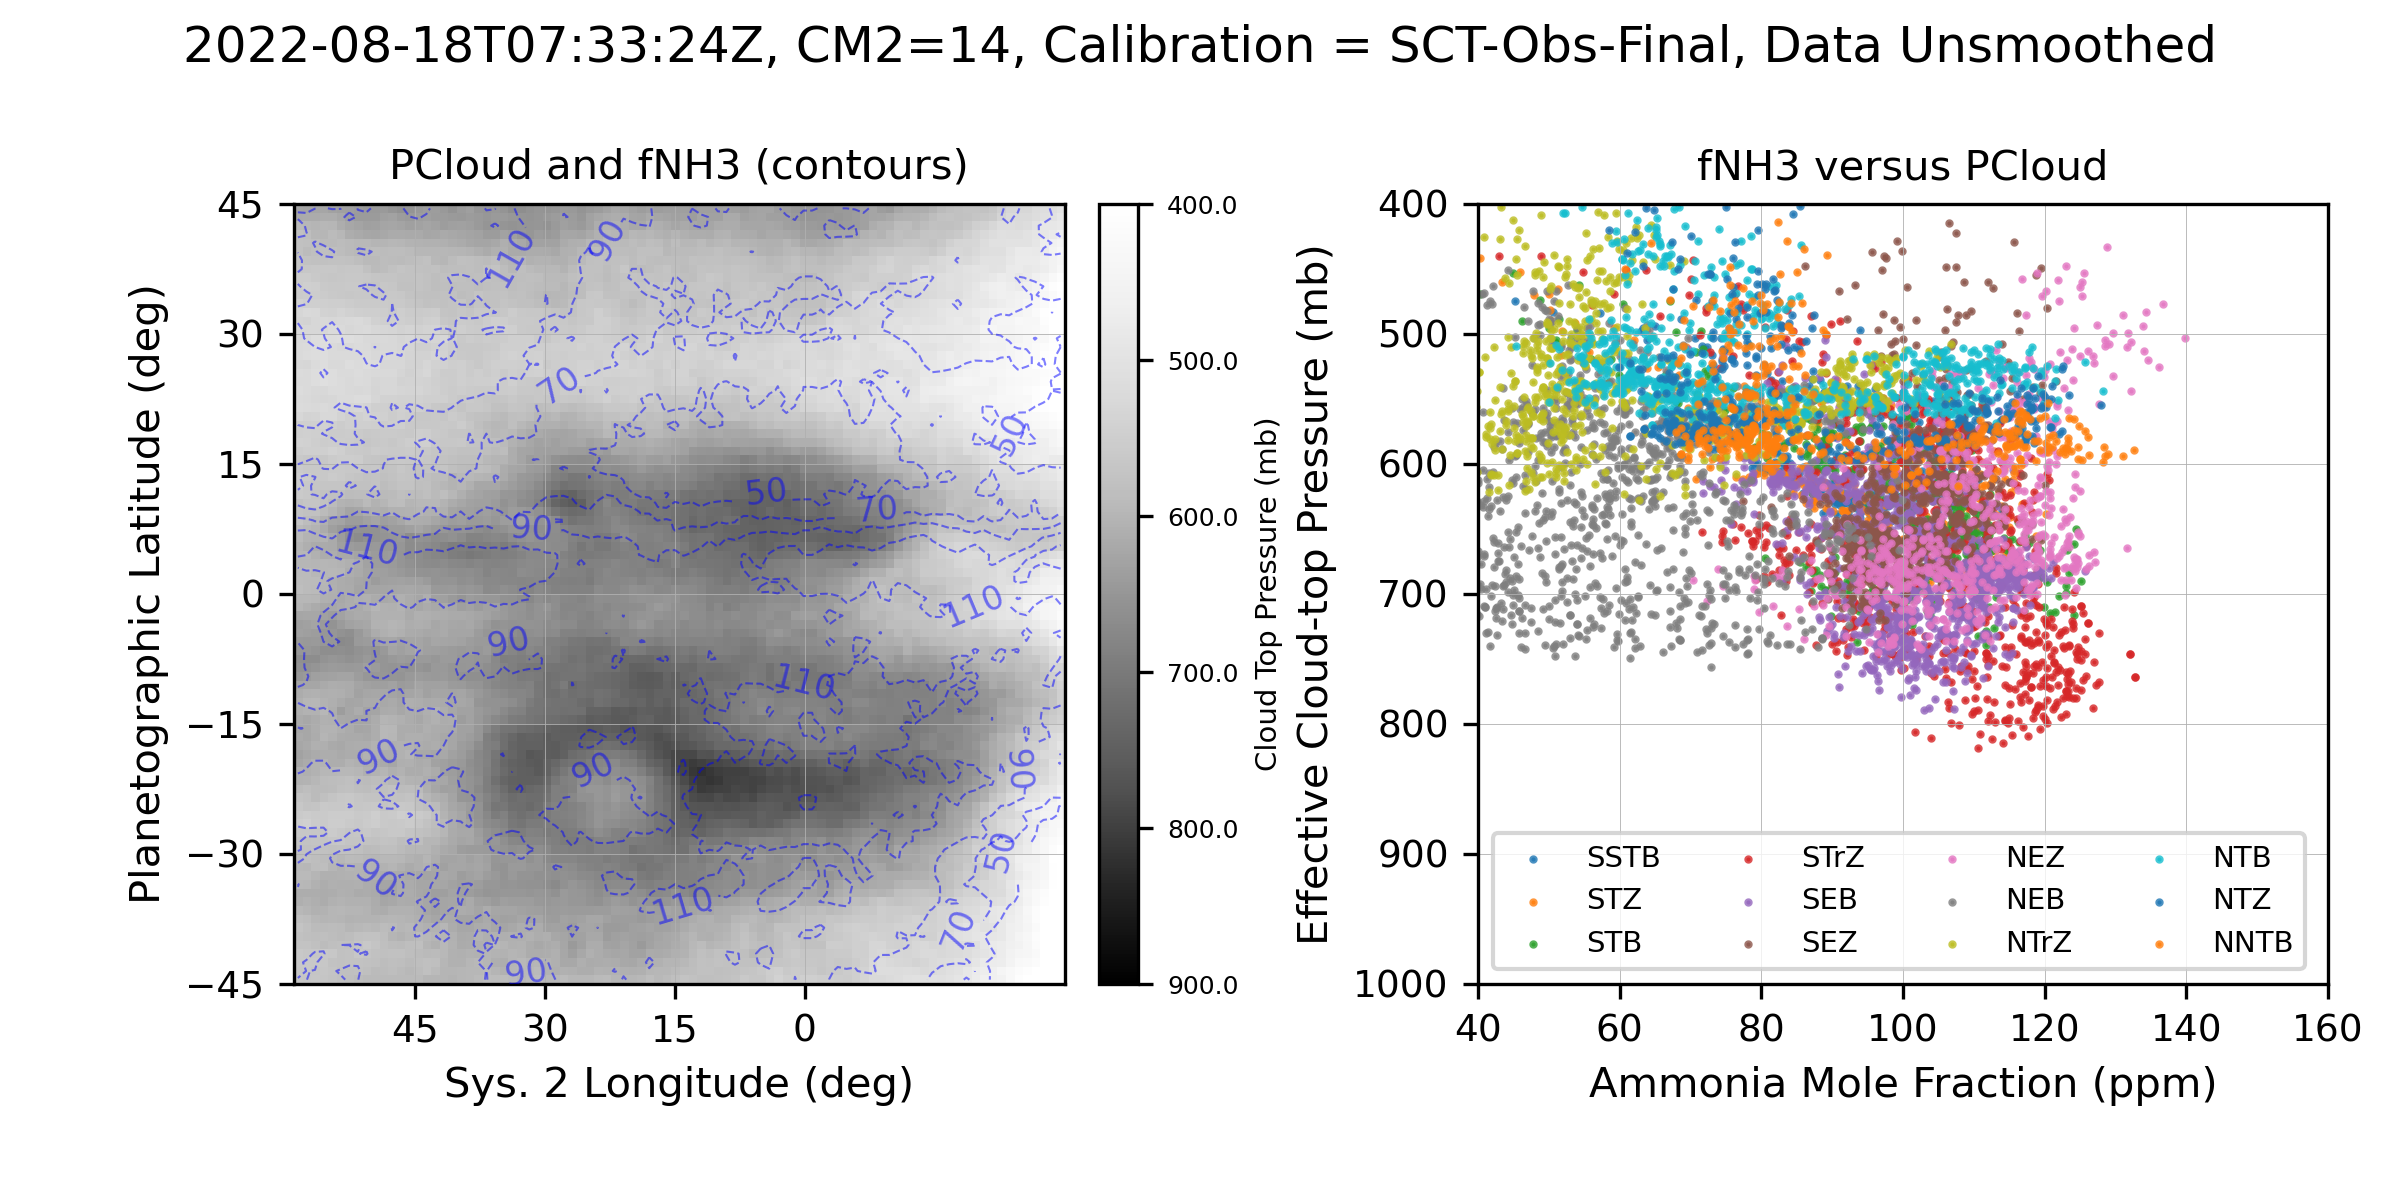 2022-08-18T07:33:24Z, CM2=14, Calibration = SCT-Obs-Final, Data Unsmoothed
PCloud and fNH3 (contours)
45
30
15
0
−15
−30
−45
Planetographic Latitude (deg)
110
90
70
50
50
70
90
110
110
90
110
90
90
90
90
50
110
70
90
45
30
15
0
Sys. 2 Longitude (deg)
400.0
500.0
600.0
700.0
800.0
900.0
Cloud Top Pressure (mb)
fNH3 versus PCloud
400
500
600
700
800
900
1000
Effective Cloud-top Pressure (mb)
SSTB
STZ
STB
STrZ
SEB
SEZ
NEZ
NEB
NTrZ
NTB
NTZ
NNTB
40
60
80
100
120
140
160
Ammonia Mole Fraction (ppm)